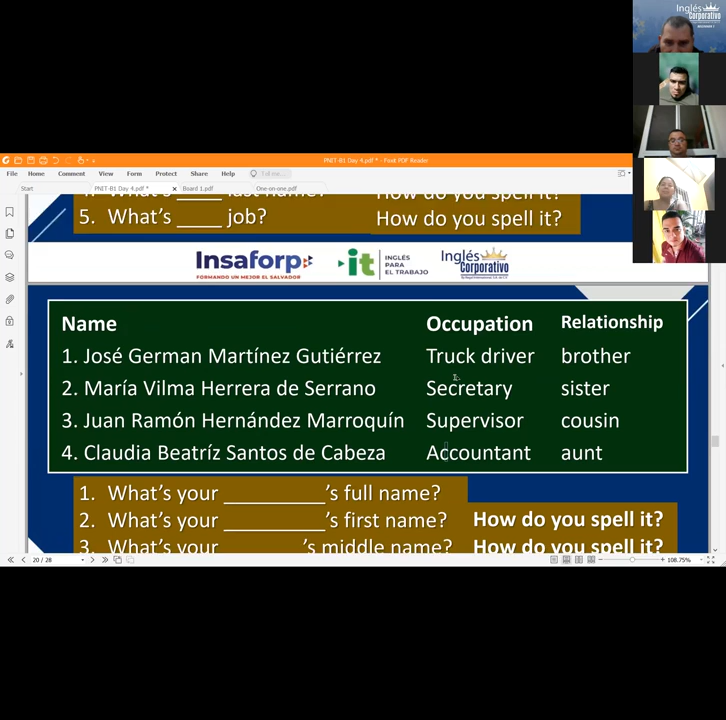 Inglés
Corporativo
PNIT-B1 Day 4.pdf * - Foxit PDF Reader
File Home Comment View Form Protect Share Help
Start PNIT-B1 Day 4.pdf * Board 1.pdf One-on-one.pdf
How do you spell it?
5. What's ____ job? How do you spell it?
Insaforp
FORMANDO UN MEJOR EL SALVADOR
it INGLÉS PARA EL TRABAJO
Inglés Corporativo
Name Occupation Relationship
1. José German Martínez Gutiérrez Truck driver brother
2. María Vilma Herrera de Serrano Secretary sister
3. Juan Ramón Hernández Marroquín Supervisor cousin
4. Claudia Beatríz Santos de Cabeza Accountant aunt
1. What's your _________'s full name?
2. What's your _________'s first name? How do you spell it?
3. What's your _________'s middle name? How do you spell it?
20 / 28 108.75%